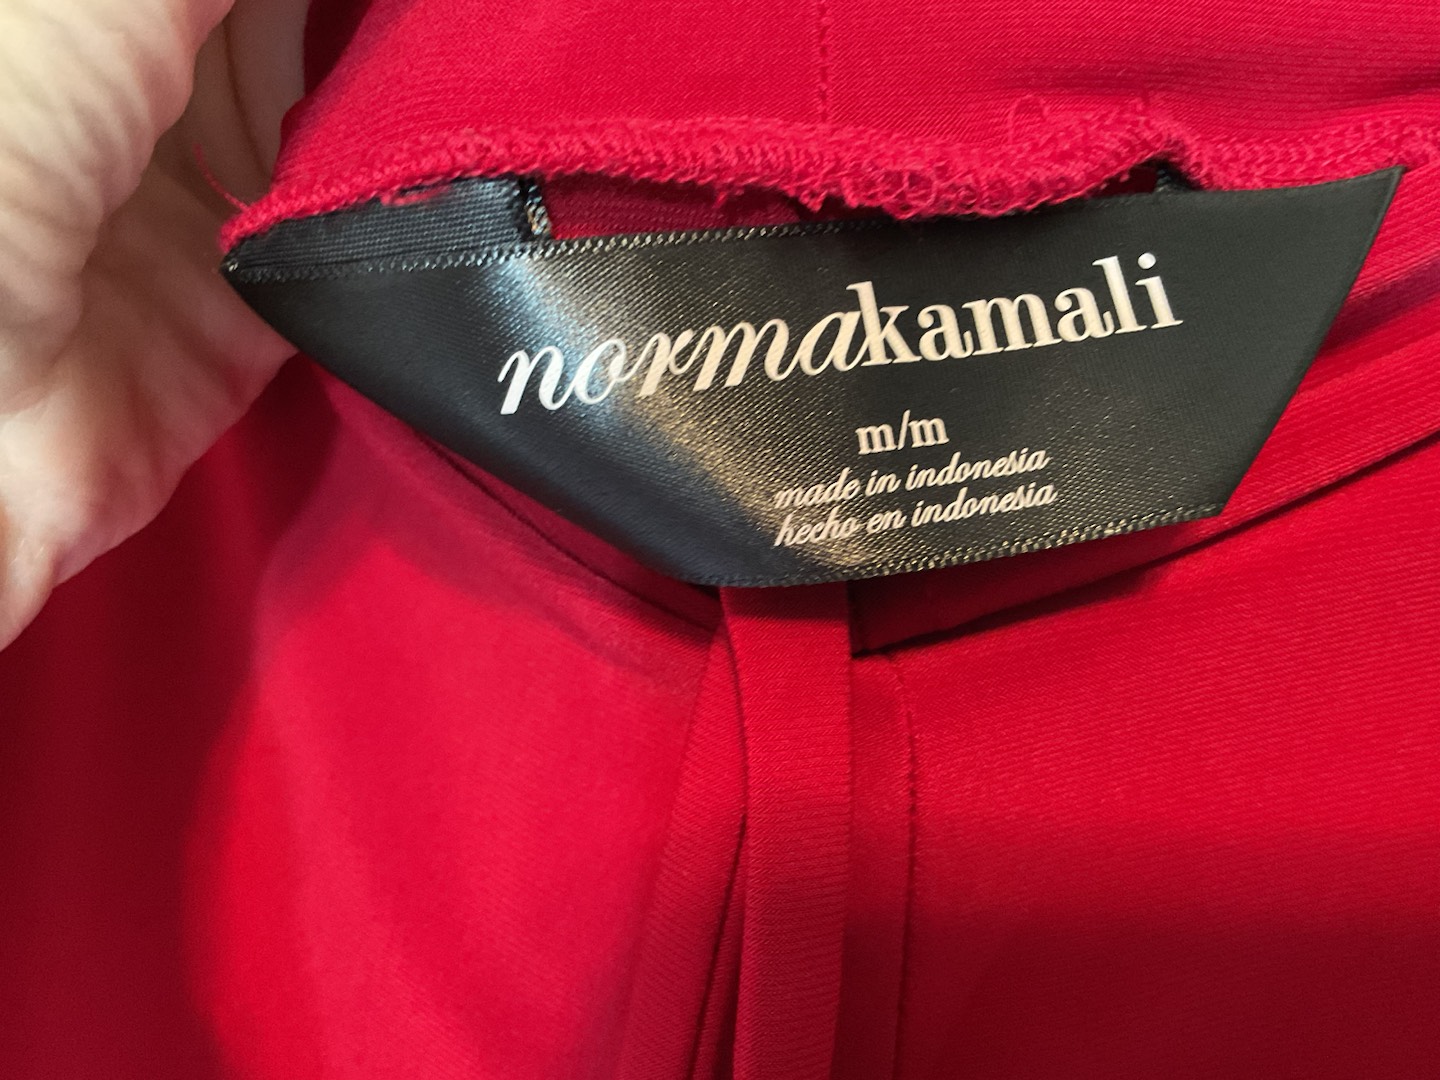 normakamali
m/m
made in indonesia
hecho en indonesia